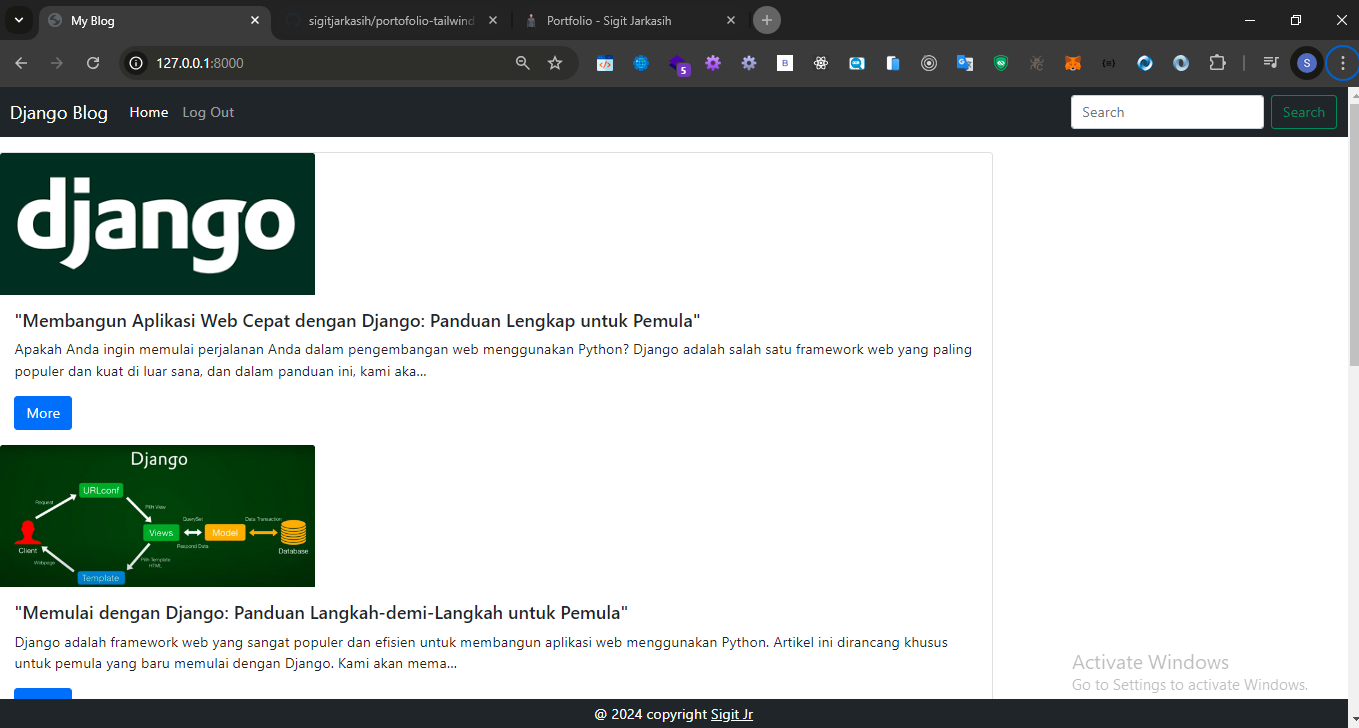 My Blog
sigitjarkasih/portofolio-tailwind
Portfolio - Sigit Jarkasih
127.0.0.1:8000
5
B
S
Django Blog Home Log Out
Search Search
django
"Membangun Aplikasi Web Cepat dengan Django: Panduan Lengkap untuk Pemula"
Apakah Anda ingin memulai perjalanan Anda dalam pengembangan web menggunakan Python? Django adalah salah satu framework web yang paling
populer dan kuat di luar sana, dan dalam panduan ini, kami aka...
More
Django
URLconf
Request
Pith View
QuerySet
Data Transaction
Views
Model
Client
Respond Data
Database
Webpage
Pith Template
HTML
Template
"Memulai dengan Django: Panduan Langkah-demi-Langkah untuk Pemula"
Django adalah framework web yang sangat populer dan efisien untuk membangun aplikasi web menggunakan Python. Artikel ini dirancang khusus
untuk pemula yang baru memulai dengan Django. Kami akan mema...
Activate Windows
Go to Settings to activate Windows.
@ 2024 copyright Sigit Jr